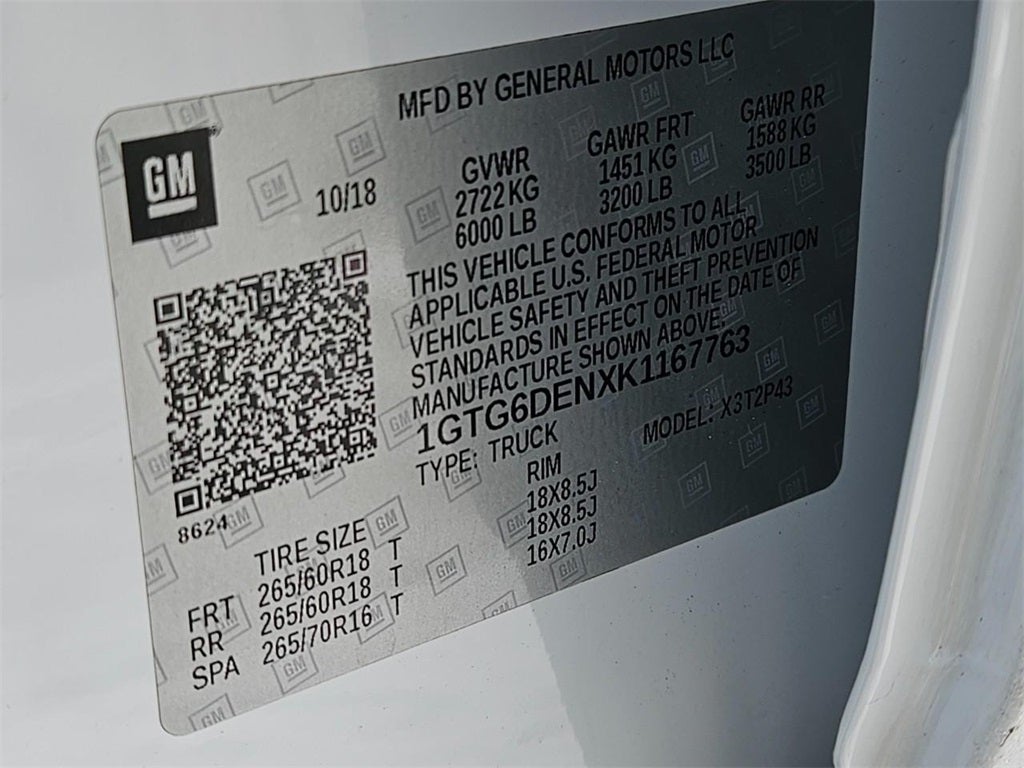 MFD BY GENERAL MOTORS LLC
GM
10/18
GVWR GAWR FRT GAWR RR
2722 KG 1451 KG 1588 KG
6000 LB 3200 LB 3500 LB
THIS VEHICLE CONFORMS TO ALL
APPLICABLE U.S. FEDERAL MOTOR
VEHICLE SAFETY AND THEFT PREVENTION
STANDARDS IN EFFECT ON THE DATE OF
MANUFACTURE SHOWN ABOVE.
1GTG6DENXK1167763
TYPE: TRUCK MODEL: X3T2P43
8624
TIRE SIZE RIM
FRT 265/60R18 T 18X8.5J
RR 265/60R18 T 18X8.5J
SPA 265/70R16 T 16X7.0J